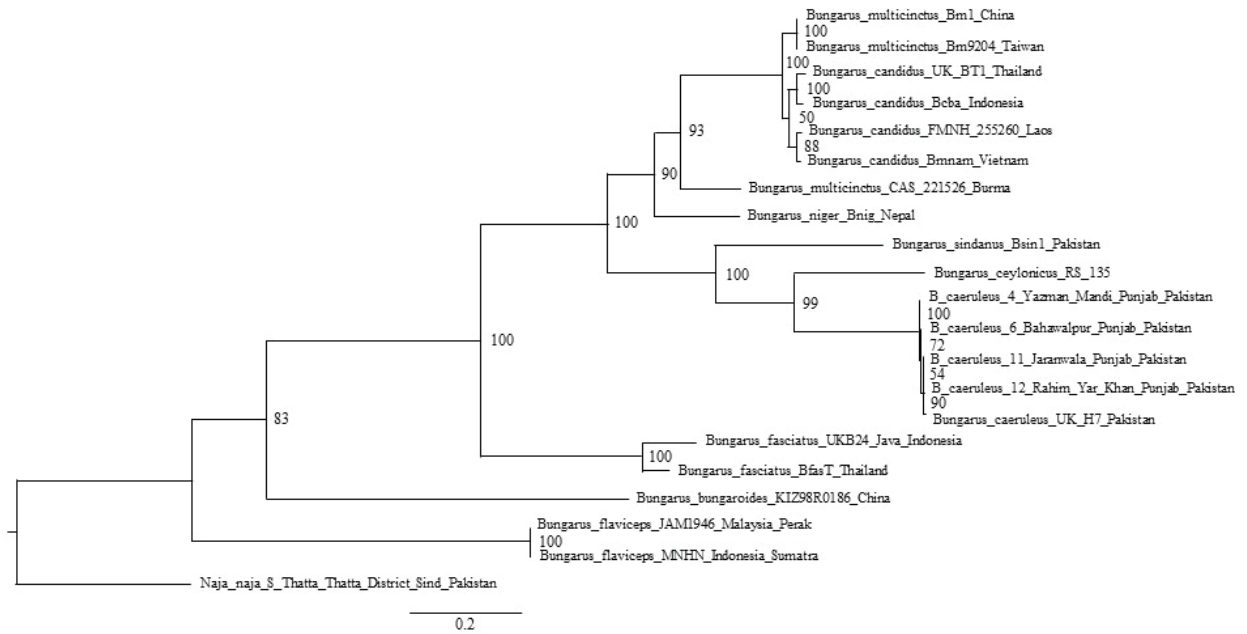 Bungarus_multicinctus_Bm1_China
100
Bungarus_multicinctus_Bm9204_Taiwan
100
Bungarus_candidus_UK_BT1_Thailand
100
Bungarus_candidus_Bcba_Indonesia
50
Bungarus_candidus_FMNH_255260_Laos
93
88
Bungarus_candidus_Bmnam_Vietnam
90
Bungarus_multicinctus_CAS_221526_Burma
Bungarus_niger_Bnig_Nepal
100
Bungarus_sindanus_Bsin1_Pakistan
100
Bungarus_ceylonicus_RS_135
B_caeruleus_4_Yazman_Mandi_Punjab_Pakistan
99
100
B_caeruleus_6_Bahawalpur_Punjab_Pakistan
100
72
B_caeruleus_11_Jaranwala_Punjab_Pakistan
54
B_caeruleus_12_Rahim_Yar_Khan_Punjab_Pakistan
90
83
Bungarus_caeruleus_UK_H7_Pakistan
Bungarus_fasciatus_UKB24_Java_Indonesia
100
Bungarus_fasciatus_BfasT_Thailand
Bungarus_bungaroides_KIZ98R0186_China
Bungarus_flaviceps_JAM1946_Malaysia_Perak
100
Bungarus_flaviceps_MNHN_Indonesia_Sumatra
Naja_naja_S_Thatta_Thatta_District_Sind_Pakistan
0.2